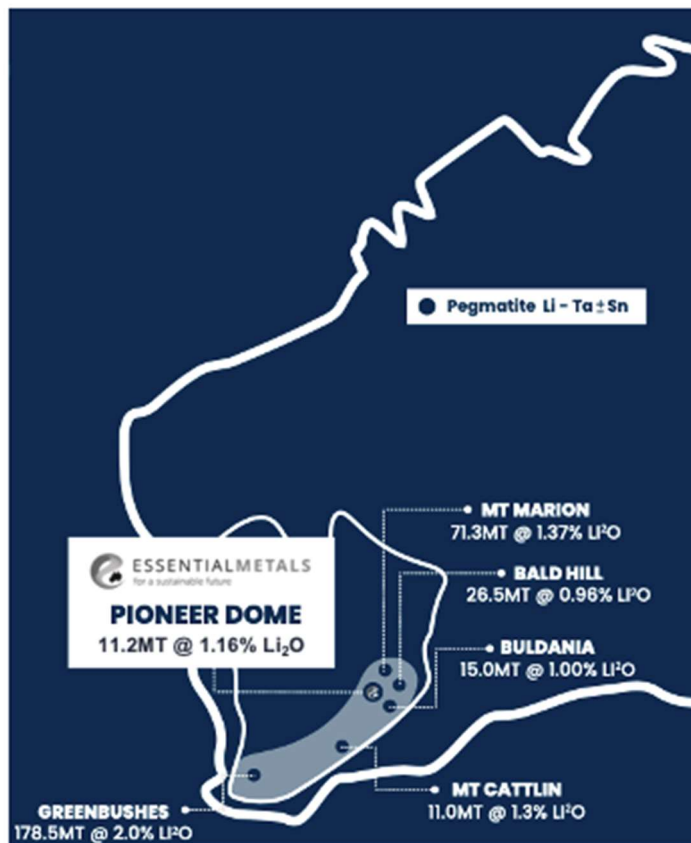 Pegmatite Li - Ta ± Sn
MT MARION
71.3MT @ 1.37% LI²O
BALD HILL
26.5MT @ 0.96% LI²O
BULDANIA
15.0MT @ 1.00% LI²O
ESSENTIALMETALS
for a sustainable future
PIONEER DOME
11.2MT @ 1.16% Li₂O
MT CATTLIN
11.0MT @ 1.3% LI²O
GREENBUSHES
178.5MT @ 2.0% LI²O